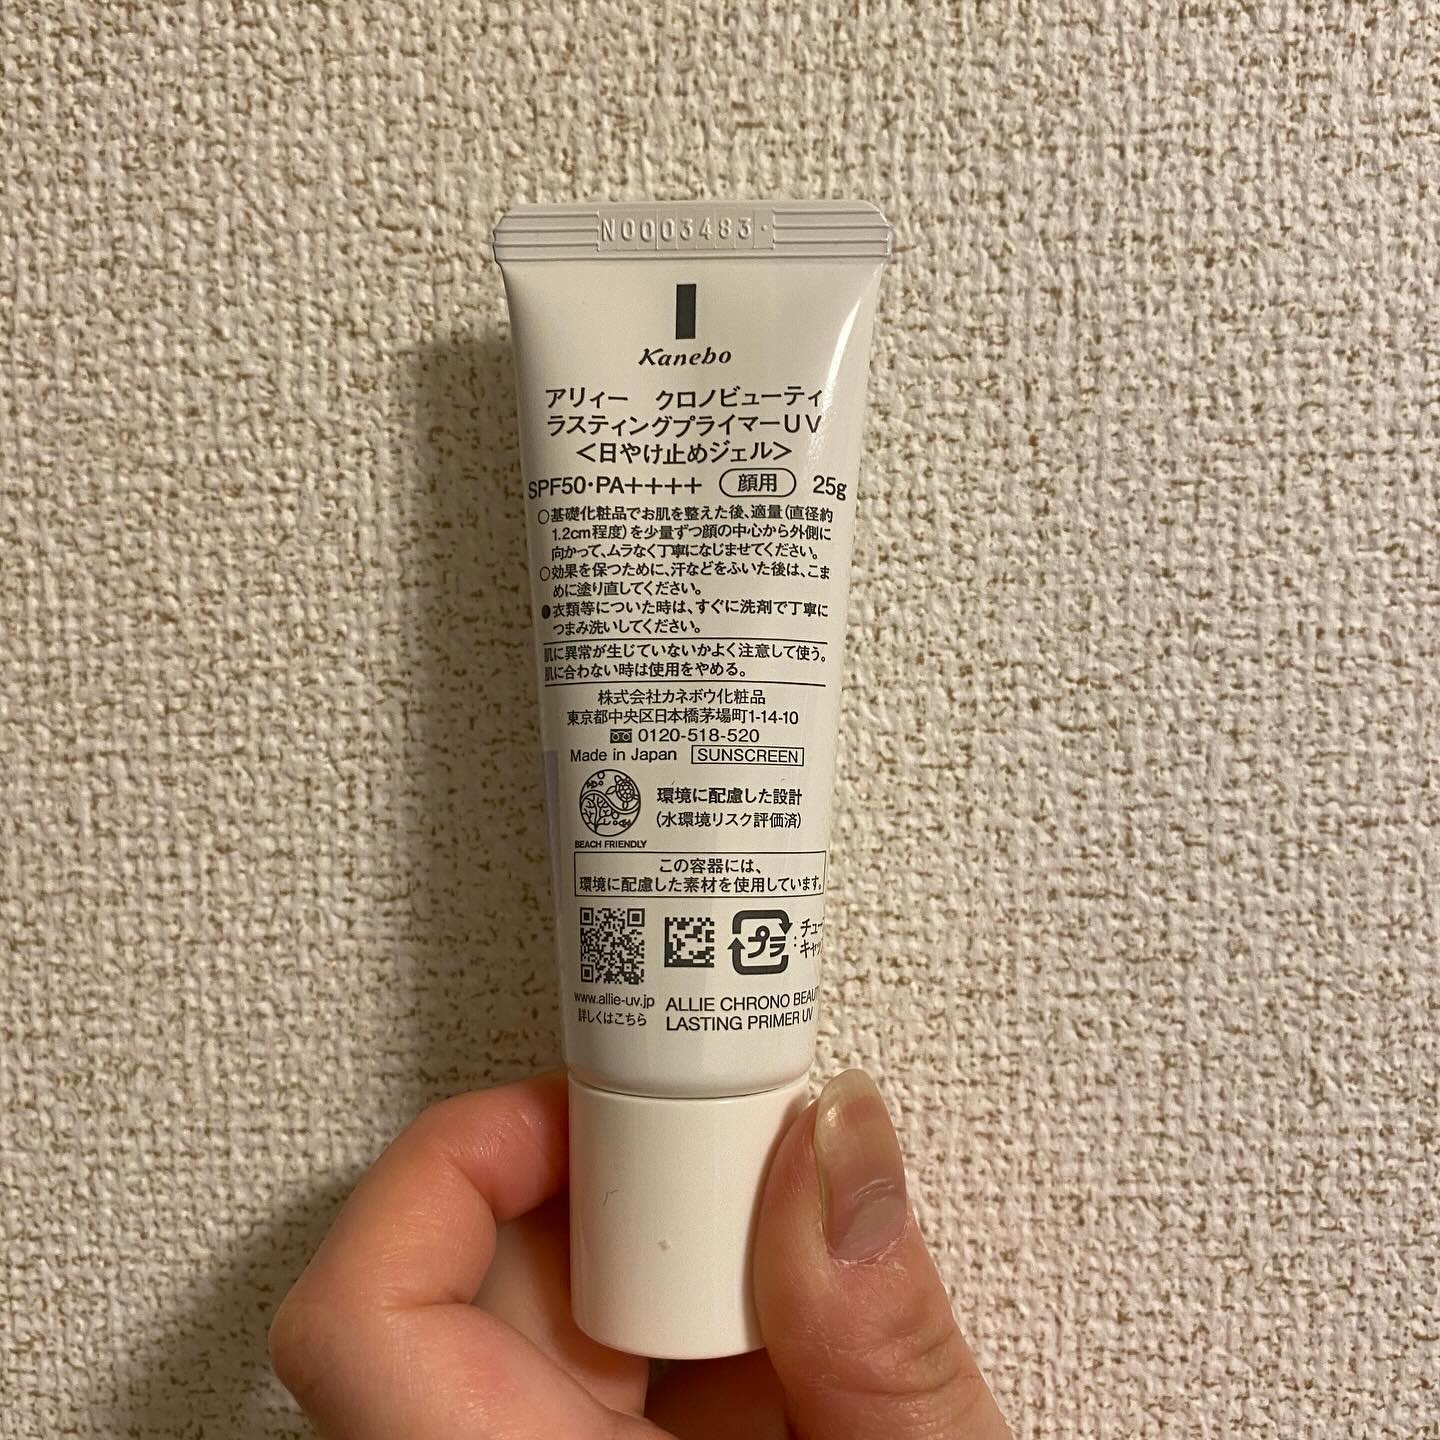 N0003483
Kanebo
アリィー　クロノビューティ
ラスティングプライマーUV
<日やけ止めジェル>
SPF50・PA++++ 顔用 25g
○基礎化粧品でお肌を整えた後、適量(直径約
1.2cm程度)を少量ずつ顔の中心から外側に
向かって、ムラなく丁寧になじませてください。
○効果を保つために、汗などをふいた後は、こま
めに塗り直してください。
●衣類等についた時は、すぐに洗剤で丁寧に
つまみ洗いしてください。
肌に異常が生じていないかよく注意して使う。
肌に合わない時は使用をやめる。
株式会社カネボウ化粧品
東京都中央区日本橋茅場町1-14-10
0120-518-520
Made in Japan SUNSCREEN
環境に配慮した設計
(水環境リスク評価済)
BEACH FRIENDLY
この容器には、
環境に配慮した素材を使用しています。
プラ
:チュー
キャッ
www.allie-uv.jp
詳しくはこちら
ALLIE CHRONO BEAUT
LASTING PRIMER UV